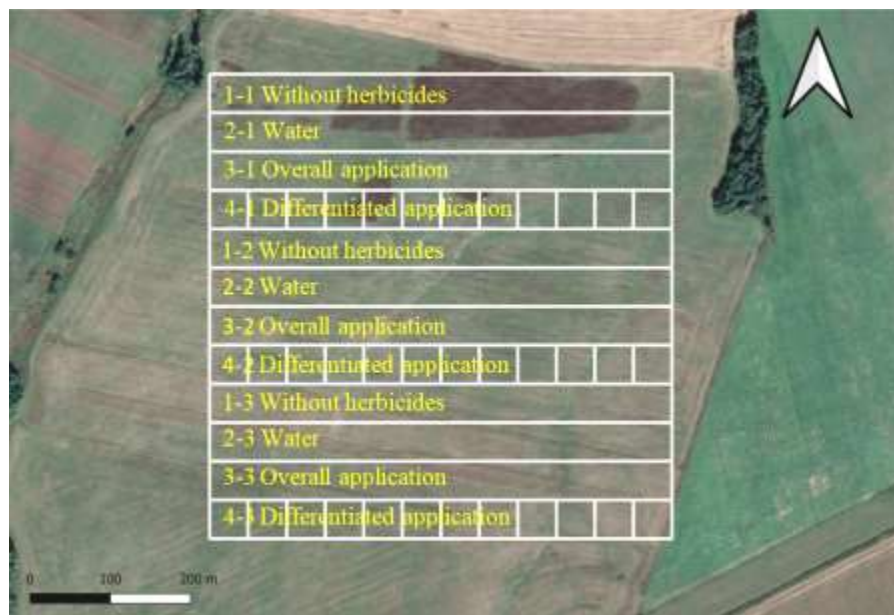 1-1 Without herbicides
2-1 Water
3-1 Overall application
4-1 Differentiated application
1-2 Without herbicides
2-2 Water
3-2 Overall application
4-2 Differentiated application
1-3 Without herbicides
2-3 Water
3-3 Overall application
4-3 Differentiated application
0 100 200 m